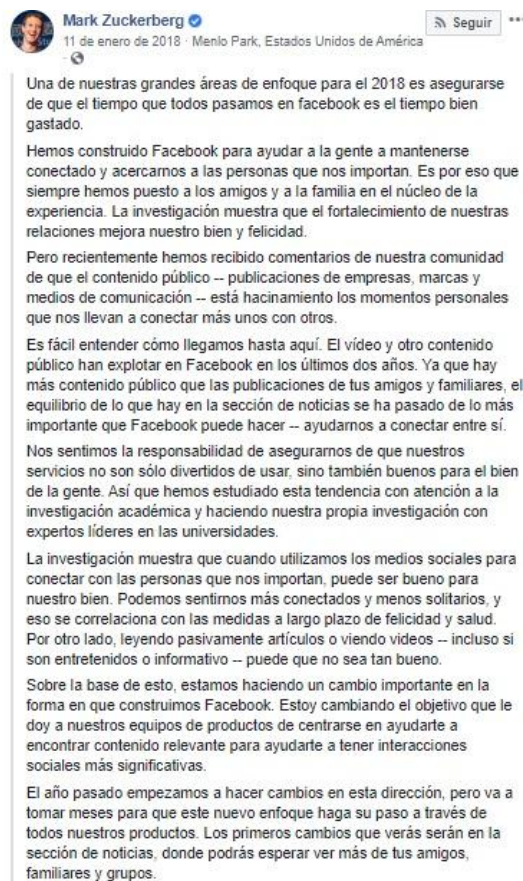 Mark Zuckerberg
Seguir
11 de enero de 2018 · Menlo Park, Estados Unidos de América
·
Una de nuestras grandes áreas de enfoque para el 2018 es asegurarse
de que el tiempo que todos pasamos en facebook es el tiempo bien
gastado.
Hemos construido Facebook para ayudar a la gente a mantenerse
conectado y acercarnos a las personas que nos importan. Es por eso que
siempre hemos puesto a los amigos y a la familia en el núcleo de la
experiencia. La investigación muestra que el fortalecimiento de nuestras
relaciones mejora nuestro bien y felicidad.
Pero recientemente hemos recibido comentarios de nuestra comunidad
de que el contenido público -- publicaciones de empresas, marcas y
medios de comunicación -- está hacinamiento los momentos personales
que nos llevan a conectar más unos con otros.
Es fácil entender cómo llegamos hasta aquí. El vídeo y otro contenido
público han explotar en Facebook en los últimos dos años. Ya que hay
más contenido público que las publicaciones de tus amigos y familiares, el
equilibrio de lo que hay en la sección de noticias se ha pasado de lo más
importante que Facebook puede hacer -- ayudarnos a conectar entre sí.
Nos sentimos la responsabilidad de asegurarnos de que nuestros
servicios no son sólo divertidos de usar, sino también buenos para el bien
de la gente. Así que hemos estudiado esta tendencia con atención a la
investigación académica y haciendo nuestra propia investigación con
expertos líderes en las universidades.
La investigación muestra que cuando utilizamos los medios sociales para
conectar con las personas que nos importan, puede ser bueno para
nuestro bien. Podemos sentirnos más conectados y menos solitarios, y
eso se correlaciona con las medidas a largo plazo de felicidad y salud.
Por otro lado, leyendo pasivamente artículos o viendo videos -- incluso si
son entretenidos o informativo -- puede que no sea tan bueno.
Sobre la base de esto, estamos haciendo un cambio importante en la
forma en que construimos Facebook. Estoy cambiando el objetivo que le
doy a nuestros equipos de productos de centrarse en ayudarte a
encontrar contenido relevante para ayudarte a tener interacciones
sociales más significativas.
El año pasado empezamos a hacer cambios en esta dirección, pero va a
tomar meses para que este nuevo enfoque haga su paso a través de
todos nuestros productos. Los primeros cambios que verás serán en la
sección de noticias, donde podrás esperar ver más de tus amigos,
familiares y grupos.